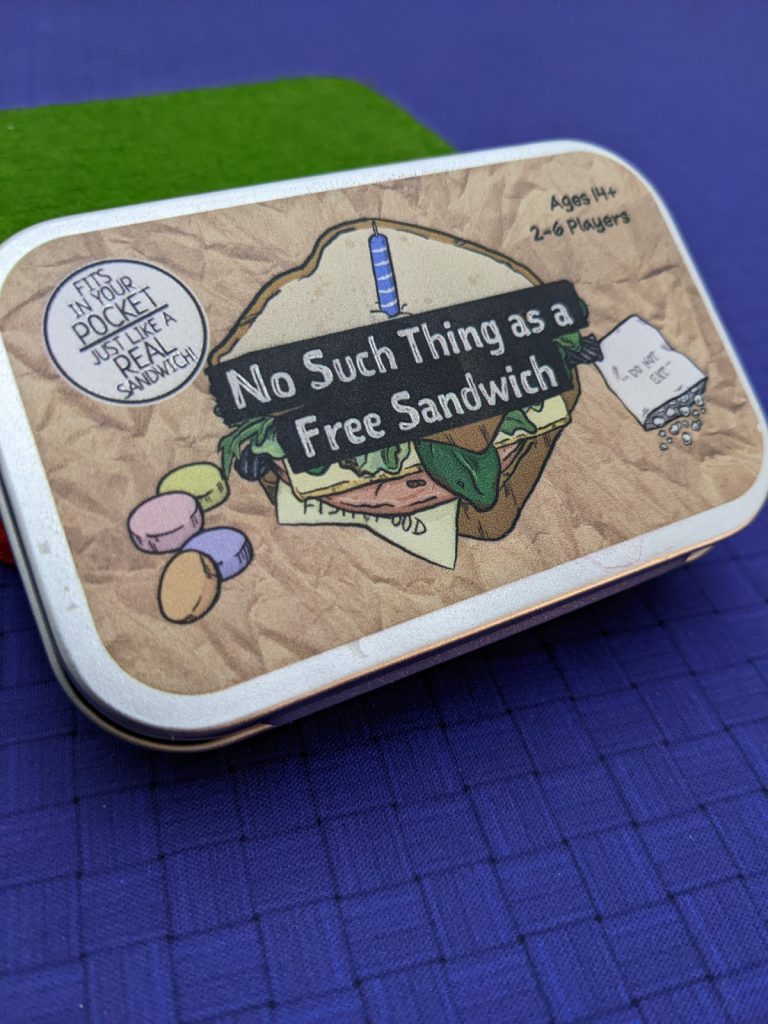 Ages 14+
2-6 Players
FITS
IN YOUR
POCKET
JUST LIKE A
REAL
SANDWICH!
No Such Thing as a
Free Sandwich
"... DO NOT
FOOD